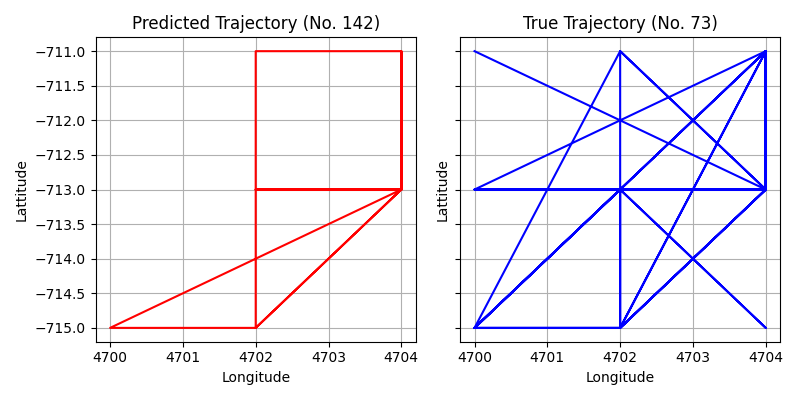 Predicted Trajectory (No. 142)
True Trajectory (No. 73)
−711.0
−711.5
−712.0
−712.5
−713.0
−713.5
−714.0
−714.5
−715.0
Lattitude
Lattitude
4700 4701 4702 4703 4704
4700 4701 4702 4703 4704
Longitude
Longitude